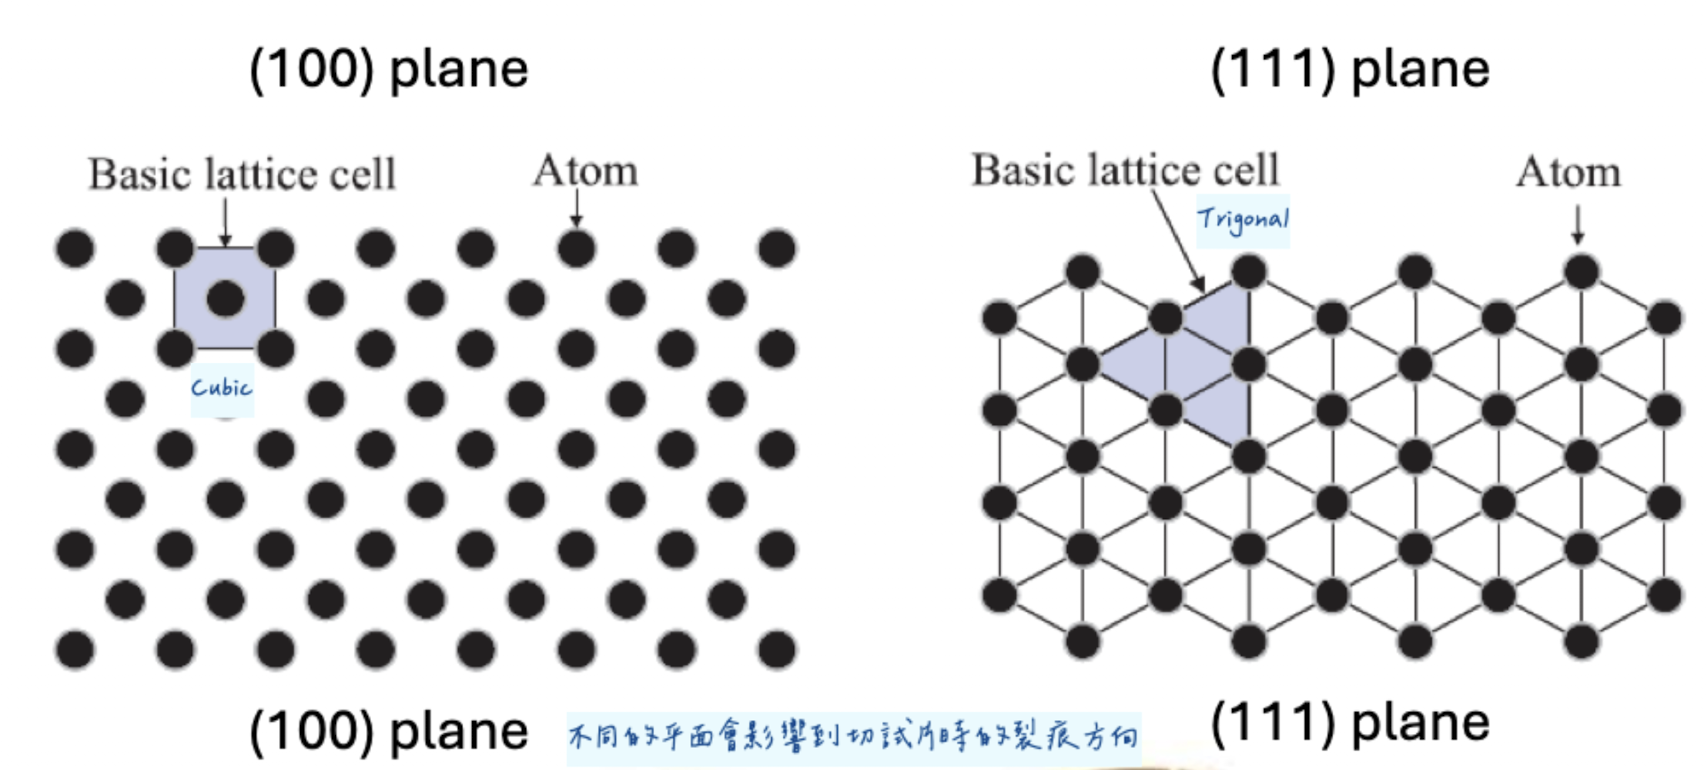 (100) plane
(111) plane
Basic lattice cell
Atom
Cubic
Basic lattice cell
Trigonal
Atom
(100) plane
不同的平面會影響到切試片時的裂痕方向
(111) plane